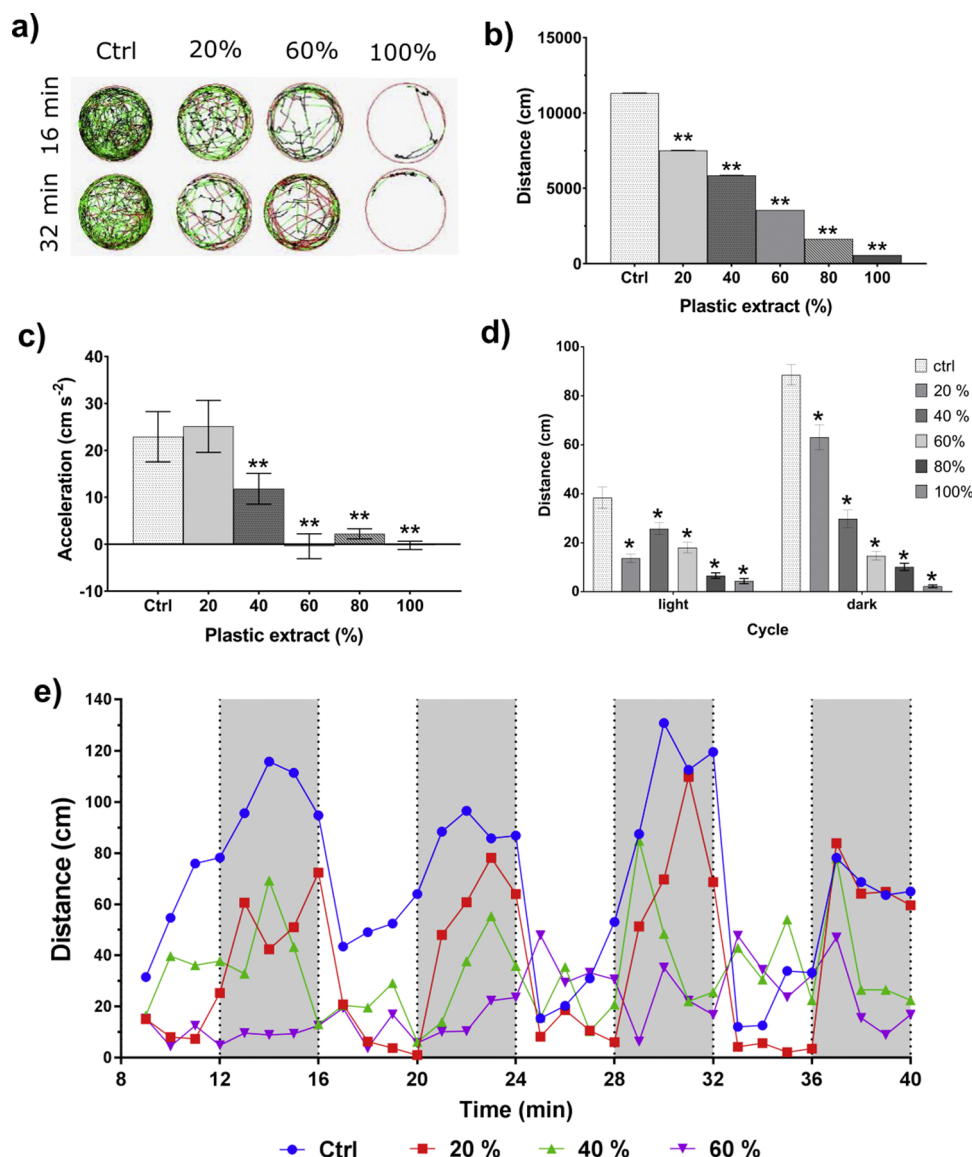 a)
Ctrl 20% 60% 100%
16 min
32 min
b)
15000
10000
5000
0
Distance (cm)
** ** ** ** **
Ctrl 20 40 60 80 100
Plastic extract (%)
c)
40
30
20
10
0
-10
Acceleration (cm s-2)
** ** ** **
Ctrl 20 40 60 80 100
Plastic extract (%)
d)
100
80
60
40
20
0
Distance (cm)
* * * * * * * * * *
light dark
Cycle
ctrl
20 %
40 %
60%
80%
100%
e)
140
120
100
80
60
40
20
0
Distance (cm)
8 12 16 20 24 28 32 36 40
Time (min)
Ctrl 20 % 40 % 60 %